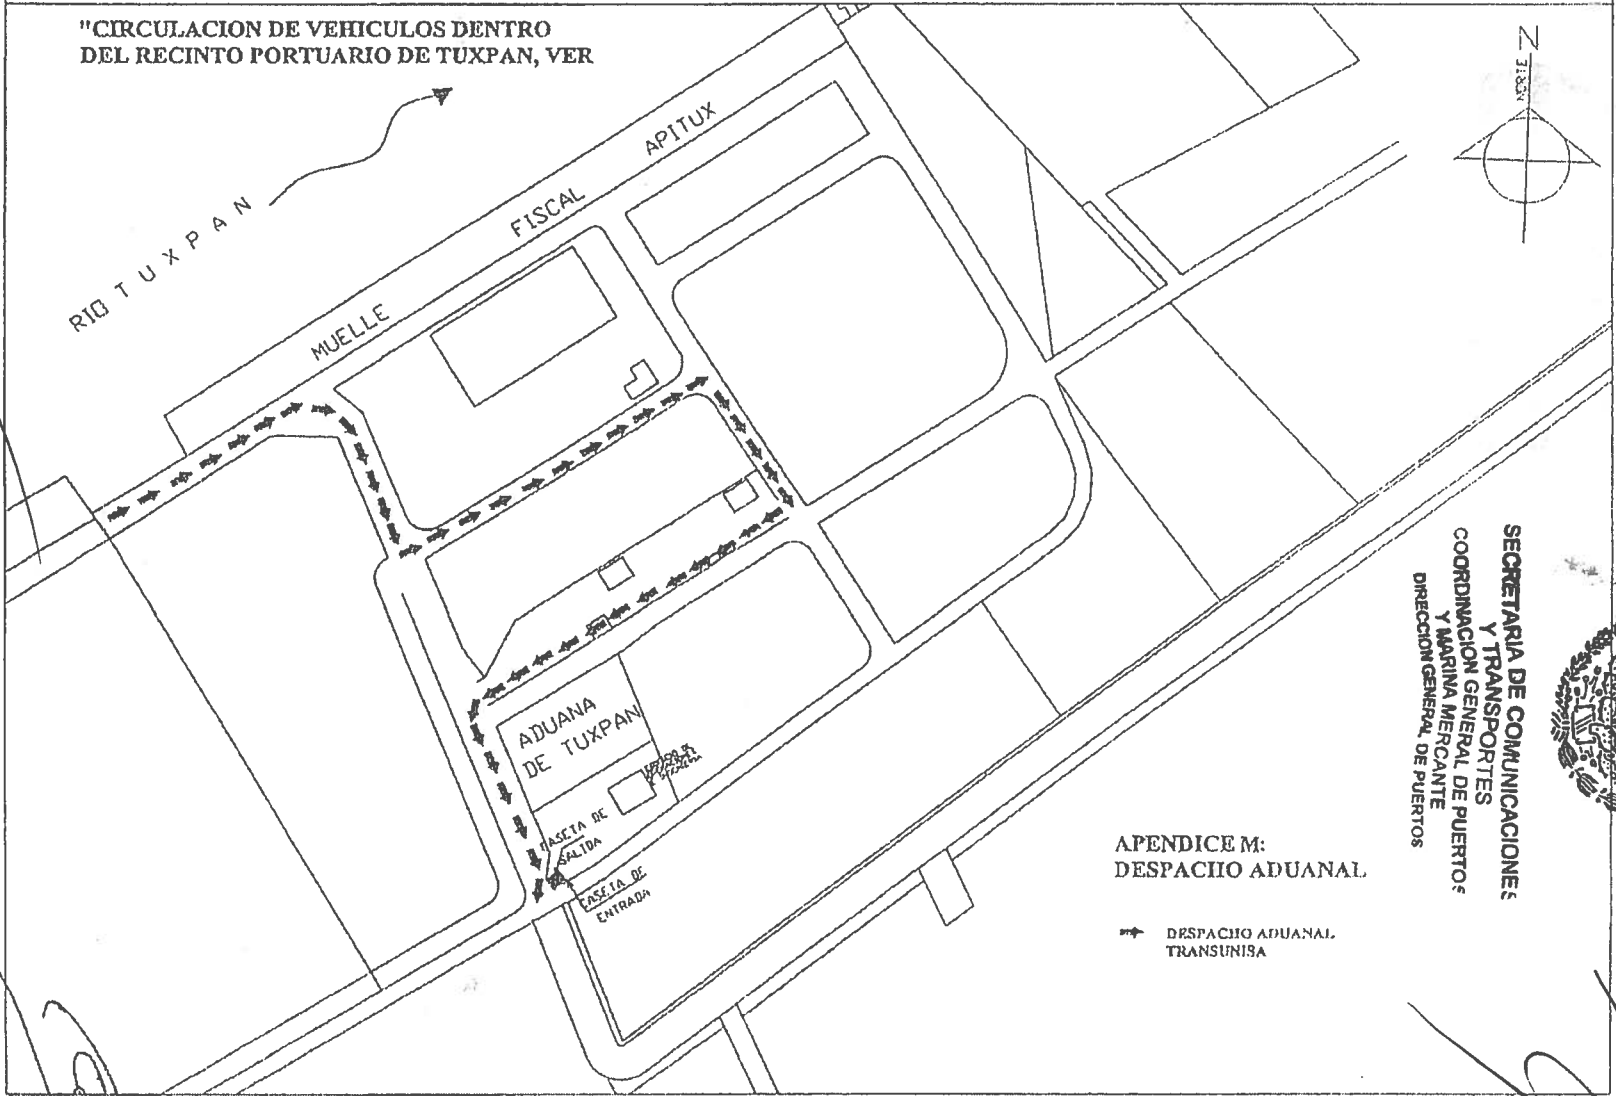 "CIRCULACION DE VEHICULOS DENTRO
DEL RECINTO PORTUARIO DE TUXPAN, VER
N
RIO TUXPAN
MUELLE FISCAL APITUX
ADUANA
DE TUXPAN
CASETA DE
SALIDA
CASETA DE
ENTRADA
SECRETARIA DE COMUNICACIONES
Y TRANSPORTES
COORDINACION GENERAL DE PUERTOS
Y MARINA MERCANTE
DIRECCION GENERAL DE PUERTOS
APENDICE M:
DESPACHO ADUANAL
DESPACHO ADUANAL
TRANSUNISA